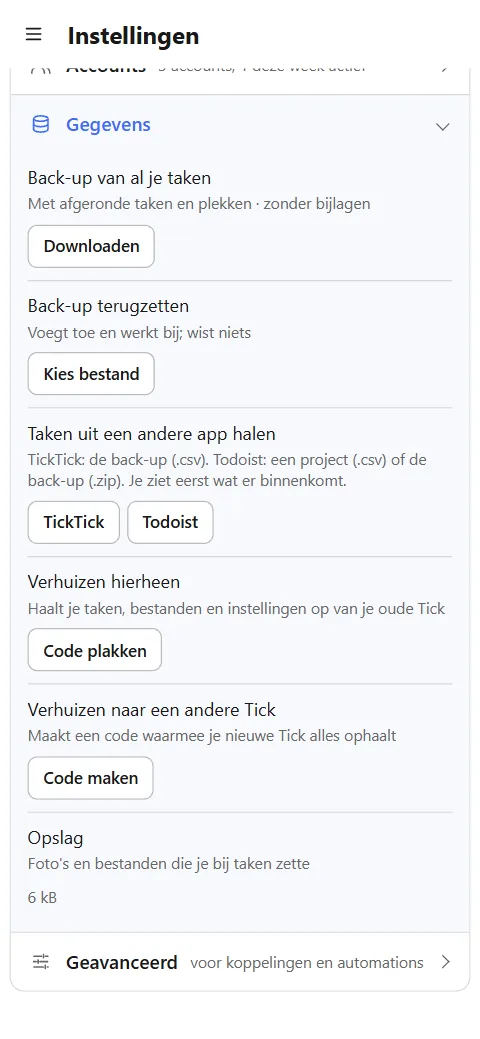 Instellingen
Accounts
Gegevens
Back-up van al je taken
Met afgeronde taken en plekken · zonder bijlagen
Downloaden
Back-up terugzetten
Voegt toe en werkt bij; wist niets
Kies bestand
Taken uit een andere app halen
TickTick: de back-up (.csv). Todoist: een project (.csv) of de
back-up (.zip). Je ziet eerst wat er binnenkomt.
TickTick Todoist
Verhuizen hierheen
Haalt je taken, bestanden en instellingen op van je oude Tick
Code plakken
Verhuizen naar een andere Tick
Maakt een code waarmee je nieuwe Tick alles ophaalt
Code maken
Opslag
Foto's en bestanden die je bij taken zette
6 kB
Geavanceerd voor koppelingen en automations